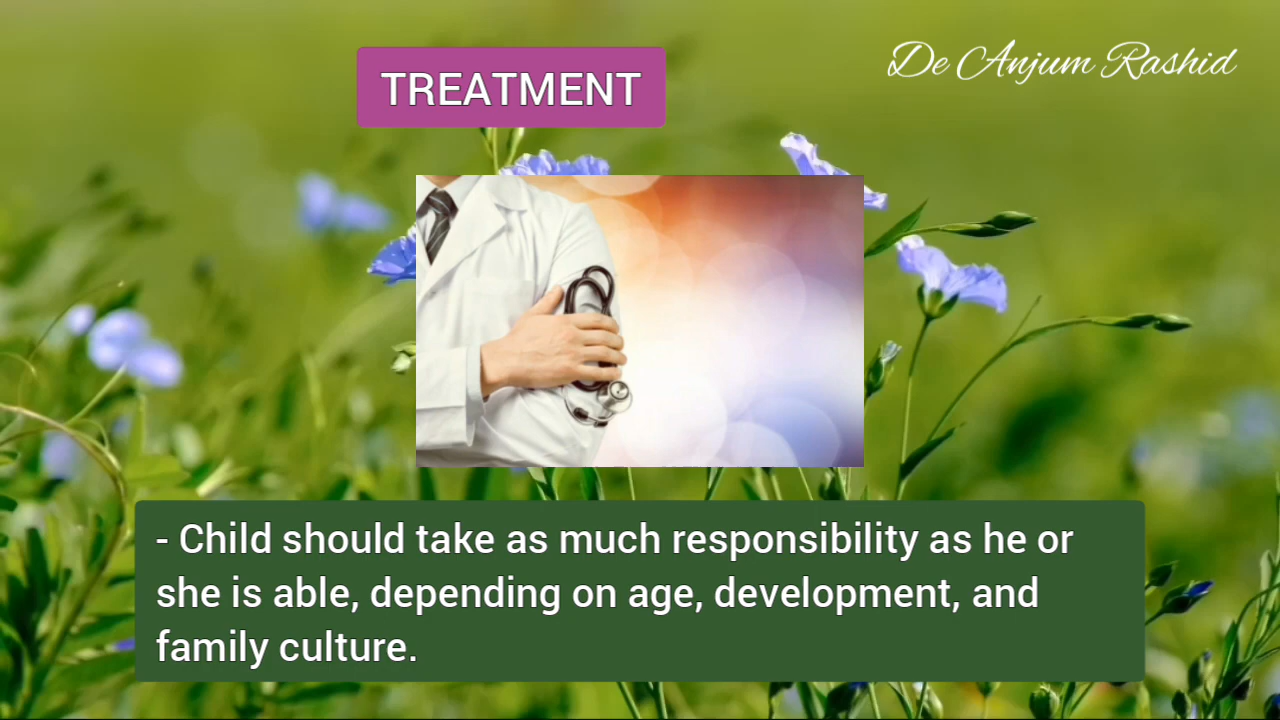 De Anjum Rashid
TREATMENT
- Child should take as much responsibility as he or
she is able, depending on age, development, and
family culture.